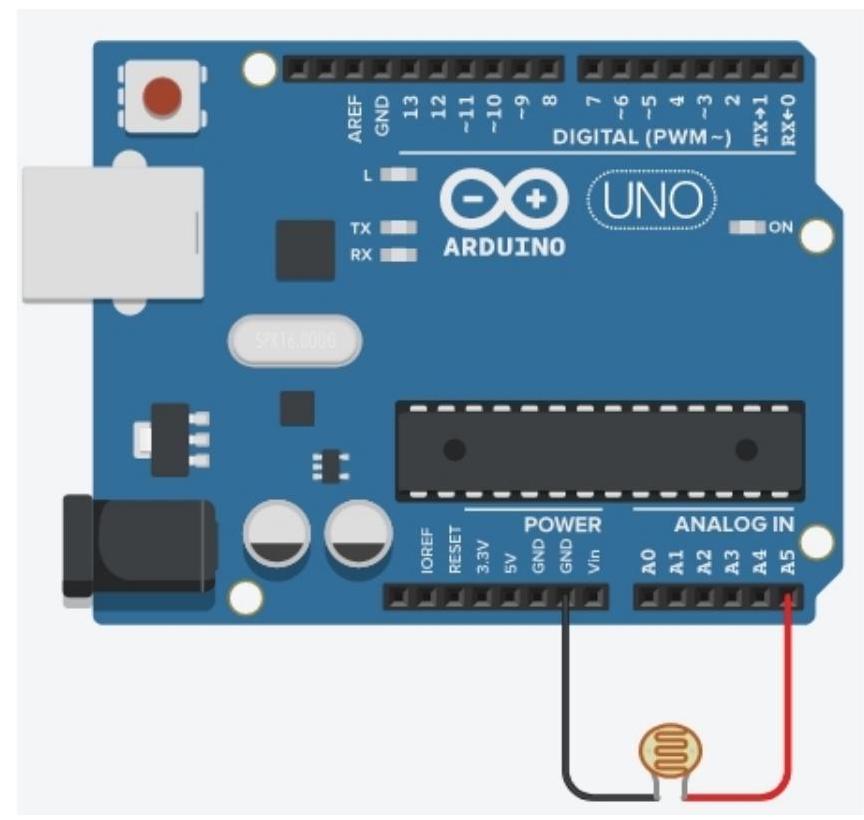 AREF
GND
13
12
~11
~10
~9
8
7
~6
~5
4
~3
2
TX→1
RX←0
DIGITAL (PWM~)
L
TX
RX
ARDUINO
UNO
ON
SPK16.000G
POWER
ANALOG IN
IOREF
RESET
3.3V
5V
GND
GND
Vin
A0
A1
A2
A3
A4
A5